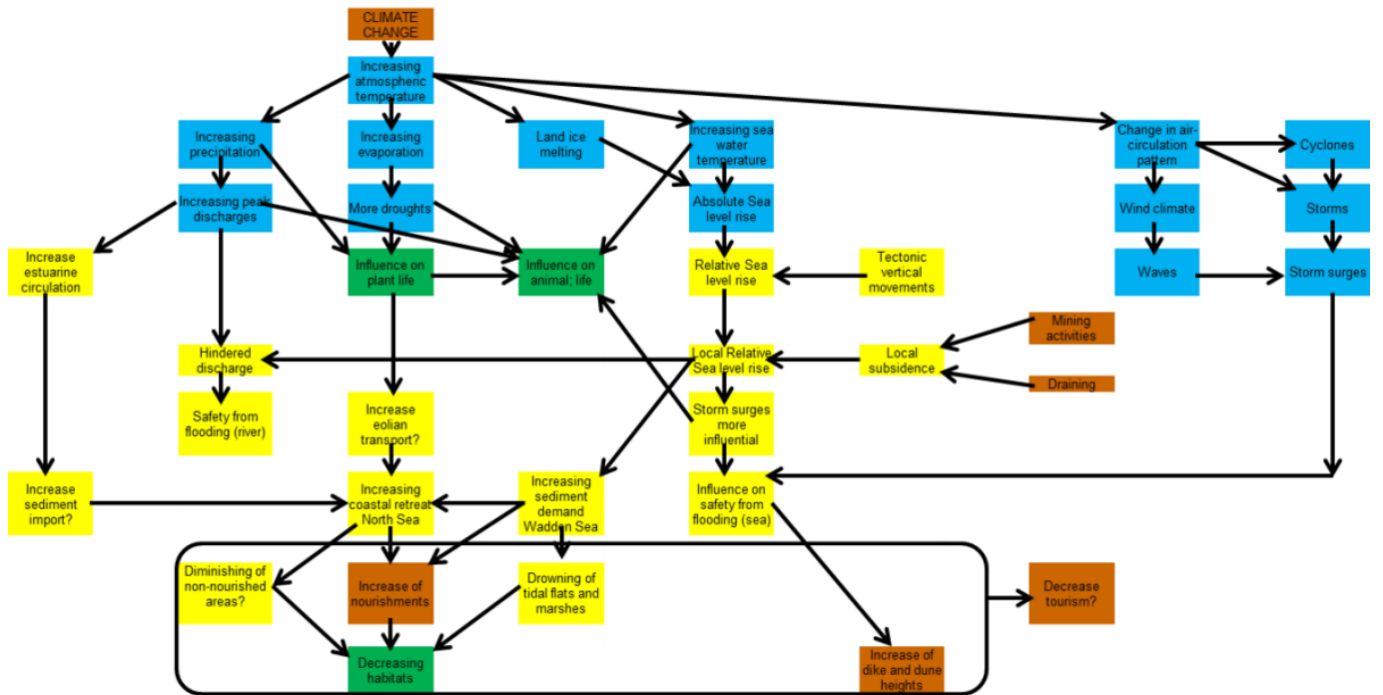 CLIMATE
CHANGE
Increasing
atmospheric
temperature
Increasing
precipitation
Increasing
evaporation
Land ice
melting
Increasing sea
water
temperature
Change in air-
circulation
pattern
Cyclones
Increasing peak
discharges
More droughts
Absolute Sea
level rise
Wind climate
Storms
Increase
estuarine
circulation
Influence on
plant life
Influence on
animal; life
Relative Sea
level rise
Tectonic
vertical
movements
Waves
Storm surges
Mining
activities
Hindered
discharge
Local Relative
Sea level rise
Local
subsidence
Draining
Safety from
flooding (river)
Increase
eolian
transport?
Storm surges
more
influential
Increase
sediment
import?
Increasing
coastal retreat
North Sea
Increasing
sediment
demand
Wadden Sea
Influence on
safety from
flooding (sea)
Diminishing of
non-nourished
areas?
Increase of
nourishments
Drowning of
tidal flats and
marshes
Decrease
tourism?
Decreasing
habitats
Increase of
dike and dune
heights